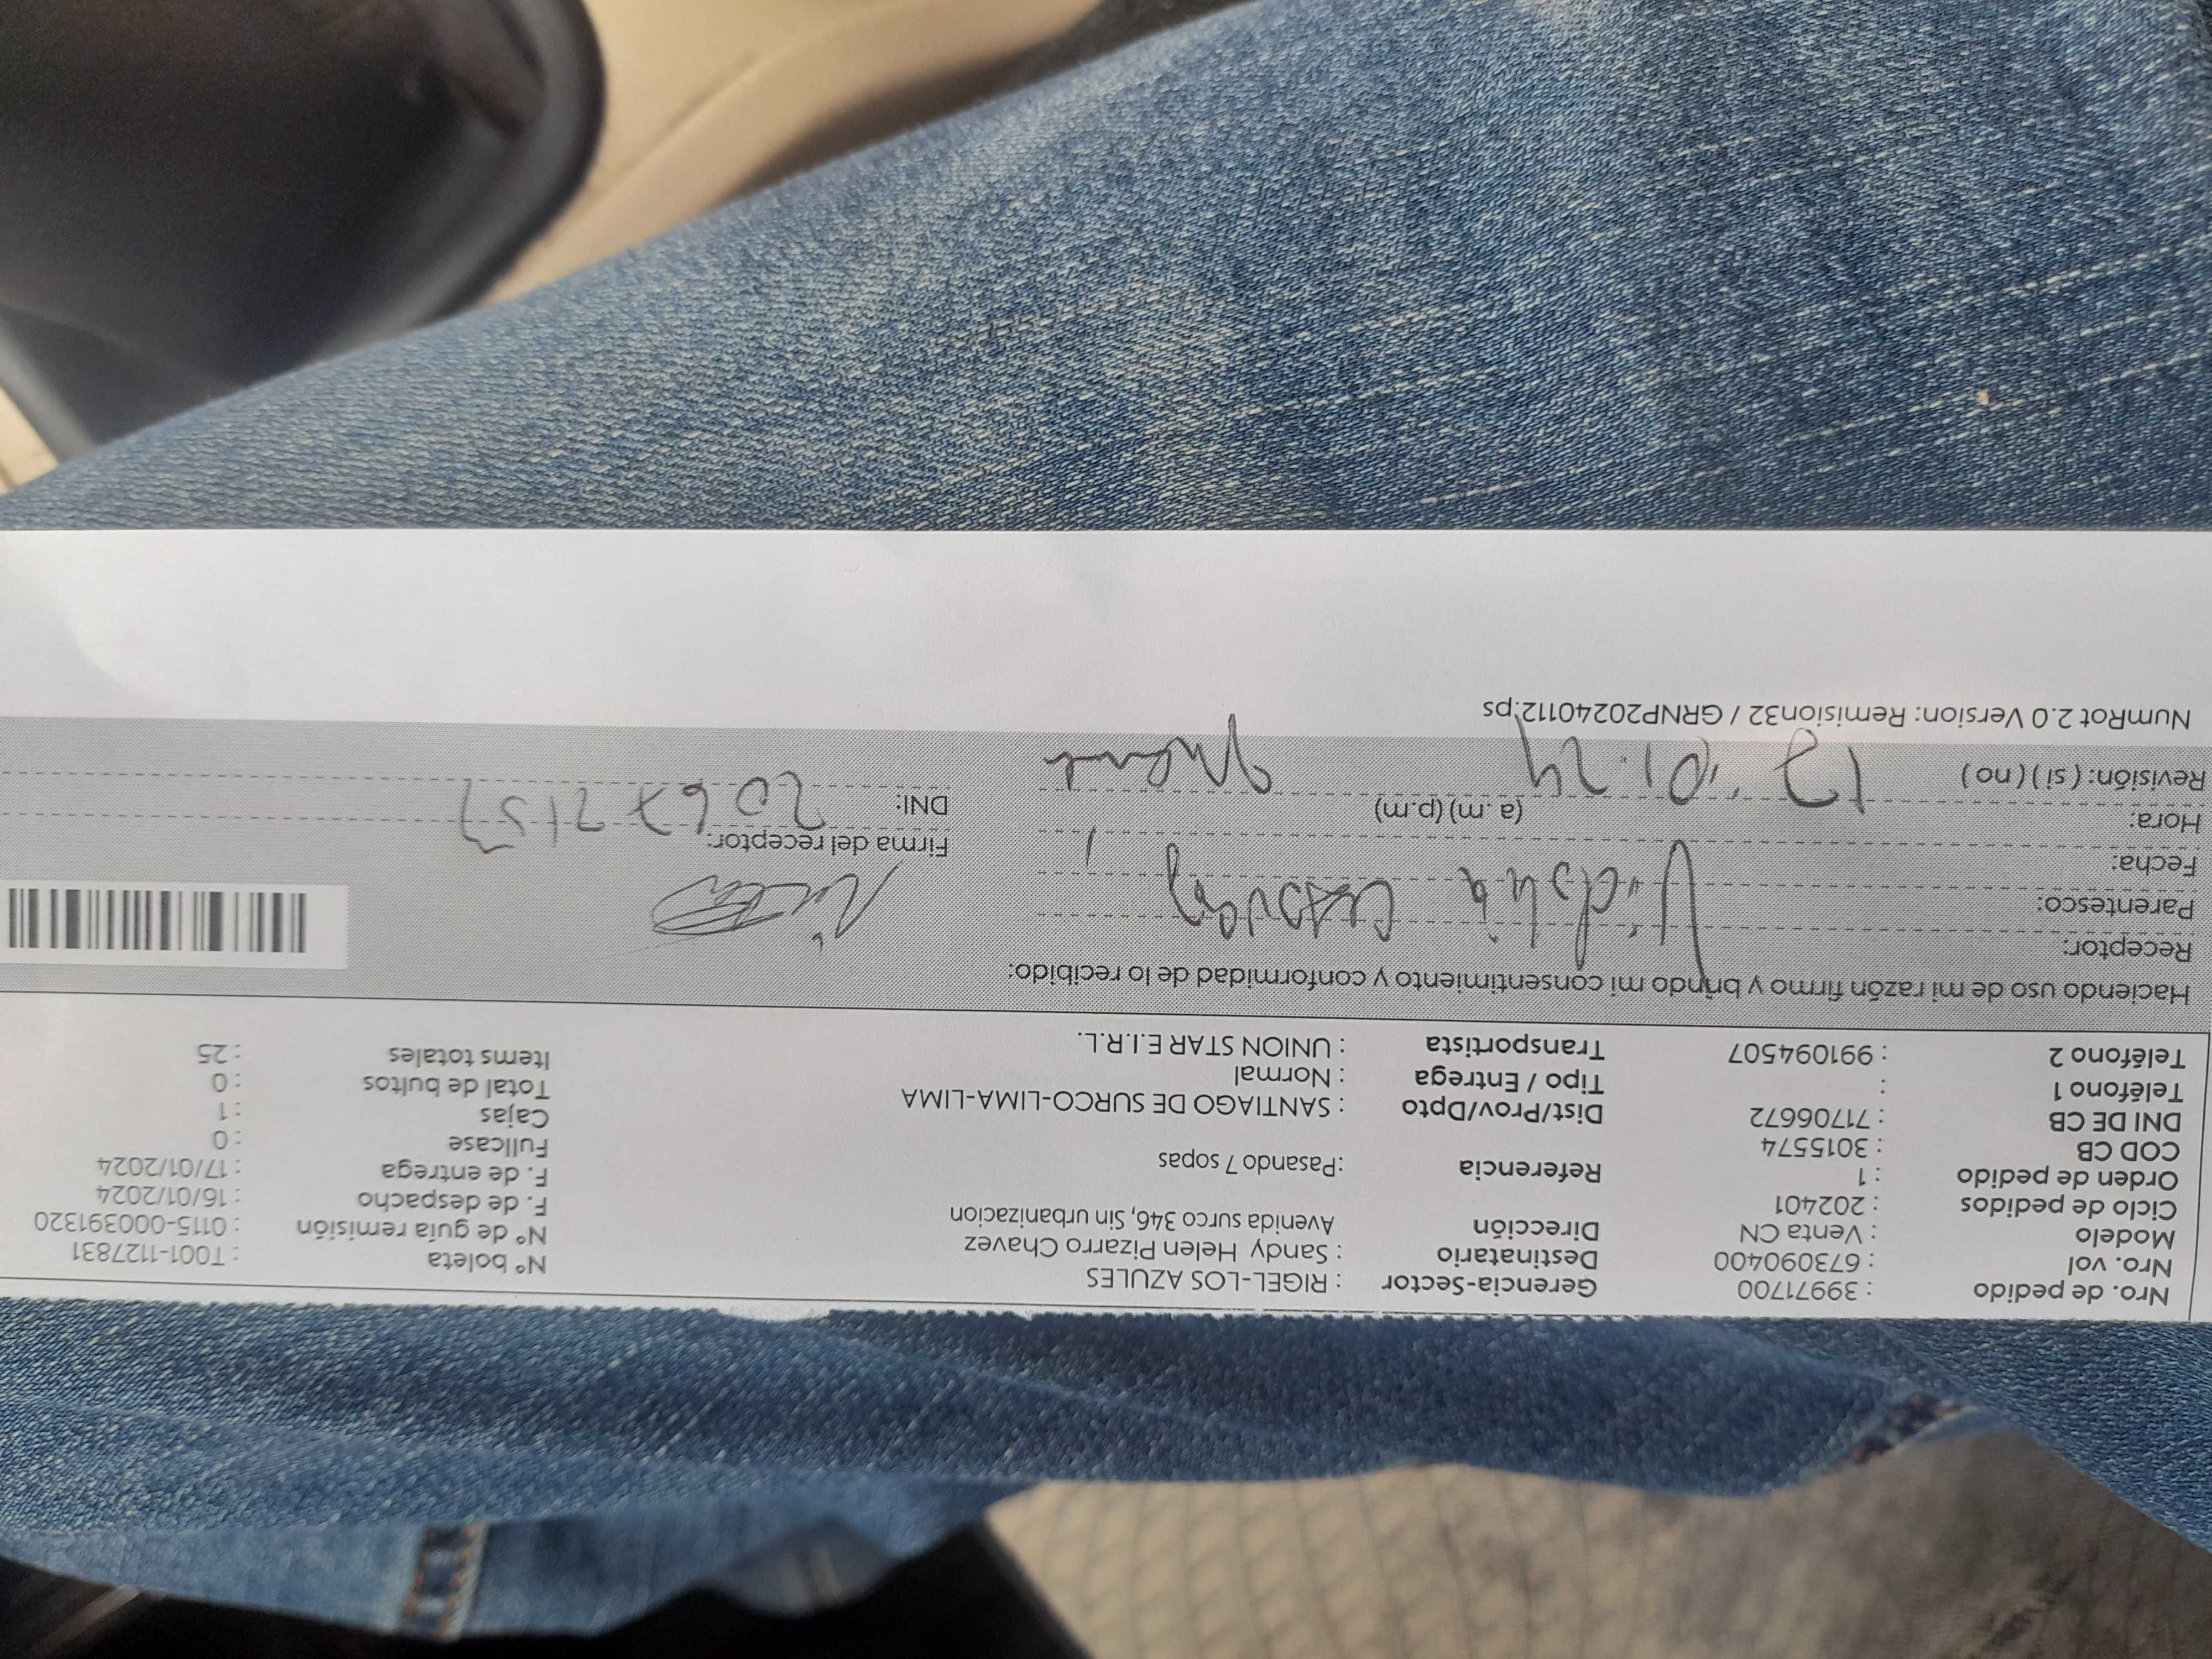 Nro. de pedido : 39971700 Gerencia-Sector : RIGEL-LOS AZULES Nº boleta : T001-1127831
Nro. vol : 673090400 Destinatario : Sandy Helen Pizarro Chavez Nº de guía remisión : 0115-000391320
Modelo : Venta CN Dirección Avenida surco 346, Sin urbanizacion F. de despacho : 16/01/2024
Ciclo de pedidos : 202401 F. de entrega : 17/01/2024
Orden de pedido : 1 Referencia :Pasando 7 sopas Fullcase : 0
COD CB : 3015574 Cajas : 1
DNI DE CB : 71706672 Dist/Prov/Dpto : SANTIAGO DE SURCO-LIMA-LIMA Total de bultos : 0
Teléfono 1 : Tipo / Entrega : Normal Items totales : 25
Teléfono 2 : 991094507 Transportista : UNION STAR E.I.R.L.
Haciendo uso de mi razón firmo y brindo mi consentimiento y conformidad de lo recibido:
Receptor:
Parentesco:
Fecha: Firma del receptor:
Hora: (a. m) (p.m) DNI:
Revisión: ( si ) ( no ) 17 01.24
NumRot 2.0 Version: Remision32 / GRNP20240112.ps